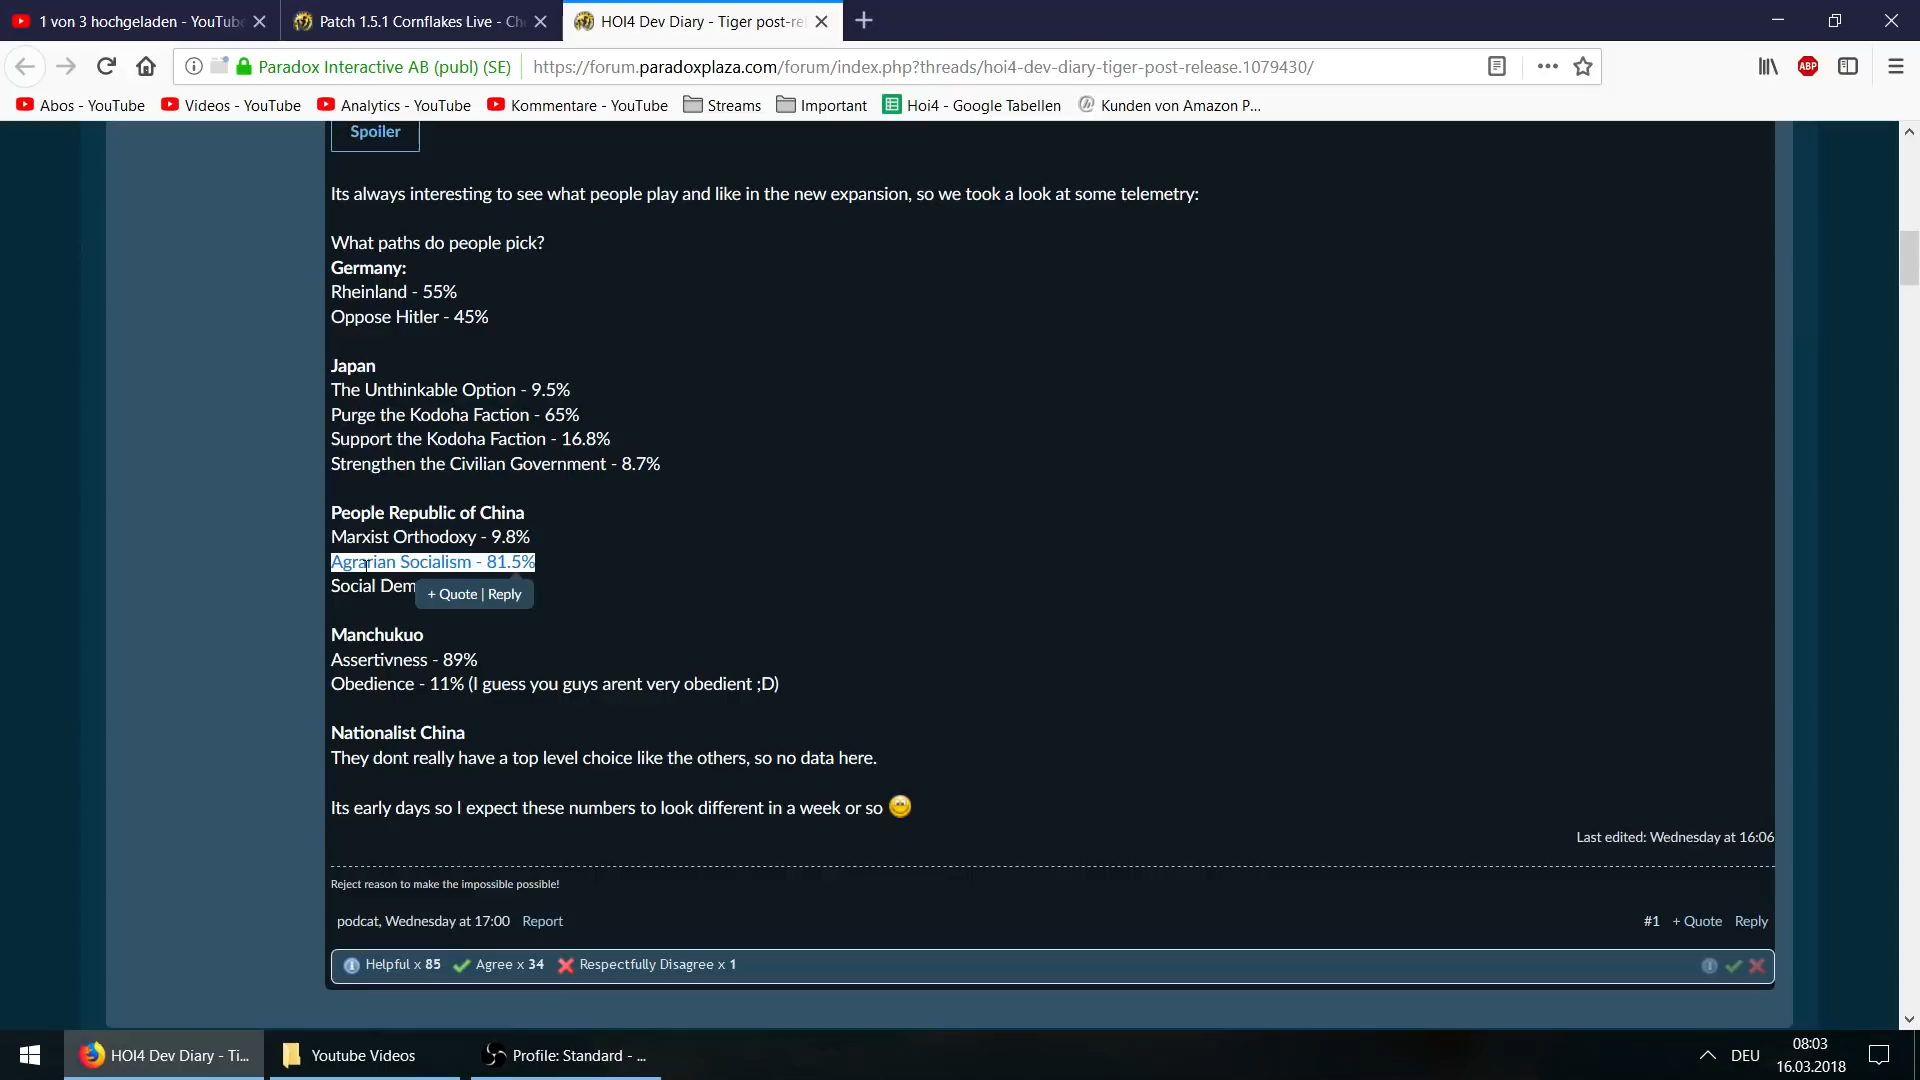 1 von 3 hochgeladen - YouTube
Patch 1.5.1 Cornflakes Live - Ch
HOI4 Dev Diary - Tiger post-re
Paradox Interactive AB (publ) (SE)
https://forum.paradoxplaza.com/forum/index.php?threads/hoi4-dev-diary-tiger-post-release.1079430/
ABP
Abos - YouTube
Videos - YouTube
Analytics - YouTube
Kommentare - YouTube
Streams
Important
Hoi4 - Google Tabellen
Kunden von Amazon P...
Spoiler
Its always interesting to see what people play and like in the new expansion, so we took a look at some telemetry:
What paths do people pick?
Germany:
Rheinland - 55%
Oppose Hitler - 45%
Japan
The Unthinkable Option - 9.5%
Purge the Kodoha Faction - 65%
Support the Kodoha Faction - 16.8%
Strengthen the Civilian Government - 8.7%
People Republic of China
Marxist Orthodoxy - 9.8%
Agrarian Socialism - 81.5%
Social Dem
+ Quote | Reply
Manchukuo
Assertivness - 89%
Obedience - 11% (I guess you guys arent very obedient ;D)
Nationalist China
They dont really have a top level choice like the others, so no data here.
Its early days so I expect these numbers to look different in a week or so
Last edited: Wednesday at 16:06
Reject reason to make the impossible possible!
podcat, Wednesday at 17:00 Report
#1 + Quote Reply
Helpful x 85 Agree x 34 Respectfully Disagree x 1
HOI4 Dev Diary - Ti...
Youtube Videos
Profile: Standard - ...
DEU
08:03
16.03.2018